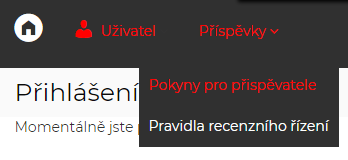 Uživatel Příspěvky
Pokyny pro přispěvatele
Přihlášení
Pravidla recenzního řízení
Momentálně jste